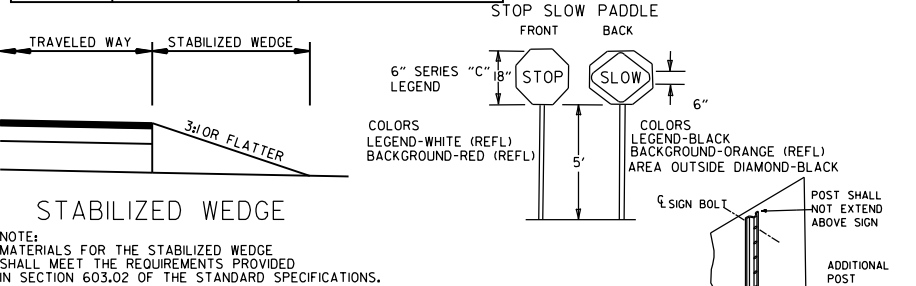 STOP SLOW PADDLE
FRONT
BACK
TRAVELED WAY
STABILIZED WEDGE
6" SERIES "C"
LEGEND
18"
STOP
SLOW
6"
3:1 OR FLATTER
COLORS
LEGEND-WHITE (REFL)
BACKGROUND-RED (REFL)
5'
COLORS
LEGEND-BLACK
BACKGROUND-ORANGE (REFL)
AREA OUTSIDE DIAMOND-BLACK
STABILIZED WEDGE
NOTE:
MATERIALS FOR THE STABILIZED WEDGE
SHALL MEET THE REQUIREMENTS PROVIDED
IN SECTION 603.02 OF THE STANDARD SPECIFICATIONS.
℄ SIGN BOLT
POST SHALL
NOT EXTEND
ABOVE SIGN
ADDITIONAL
POST